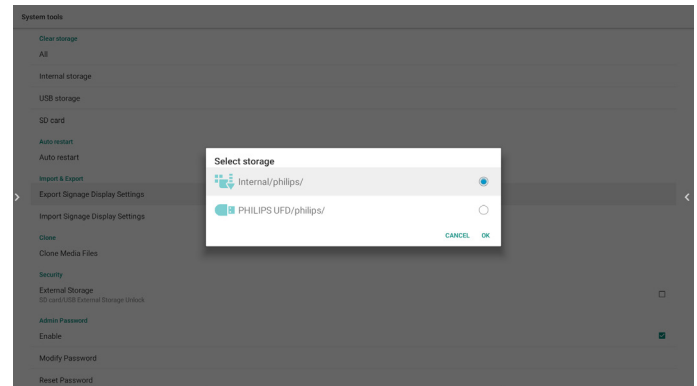 System tools
Clear storage
All
Internal storage
USB storage
SD card
Auto restart
Auto restart
Import & Export
Export Signage Display Settings
Import Signage Display Settings
Clone
Clone Media Files
Security
External Storage
SD card/USB External Storage Unlock
Admin Password
Enable
Modify Password
Reset Password
Select storage
Internal/philips/
PHILIPS UFD/philips/
CANCEL OK